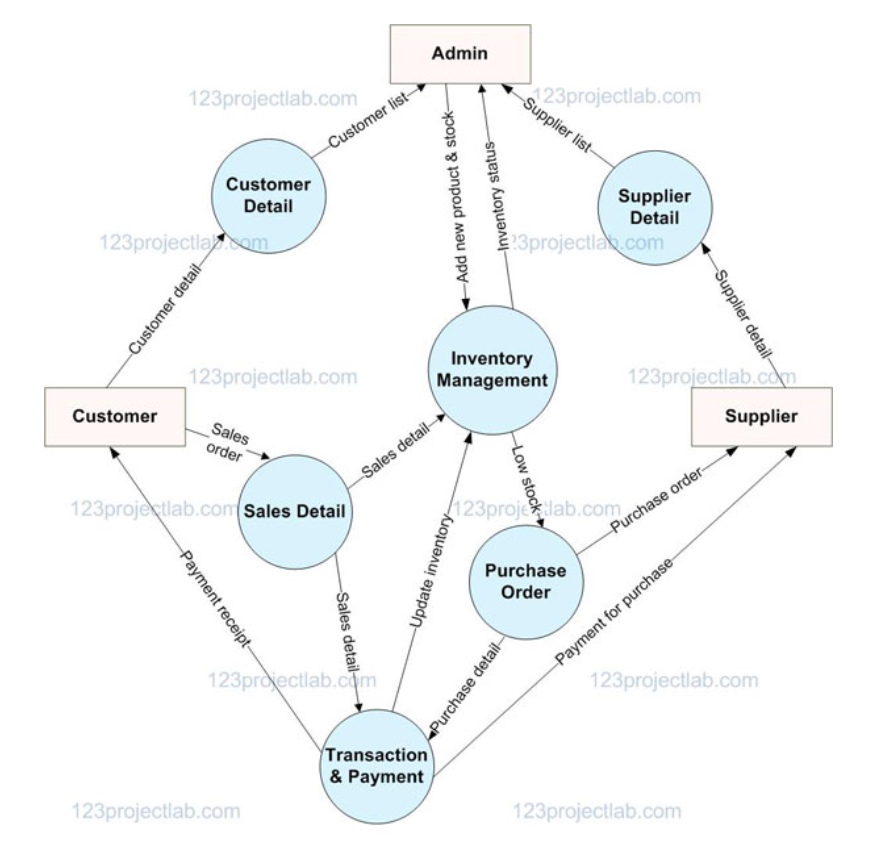 Admin
123projectlab.com
123projectlab.com
Customer list
Supplier list
Add new product & stock
Inventory status
Customer
Detail
Supplier
Detail
123projectlab.com
123projectlab.com
Customer detail
Supplier detail
Inventory
Management
123projectlab.com
123projectlab.com
Customer
Supplier
Sales
order
Sales detail
Low stock
Purchase order
123projectlab.com
123projectlab.com
Sales Detail
Update inventory
Purchase
Order
Payment receipt
Sales detail
Payment for purchase
Purchase detail
123projectlab.com
123projectlab.com
Transaction
& Payment
123projectlab.com
123projectlab.com